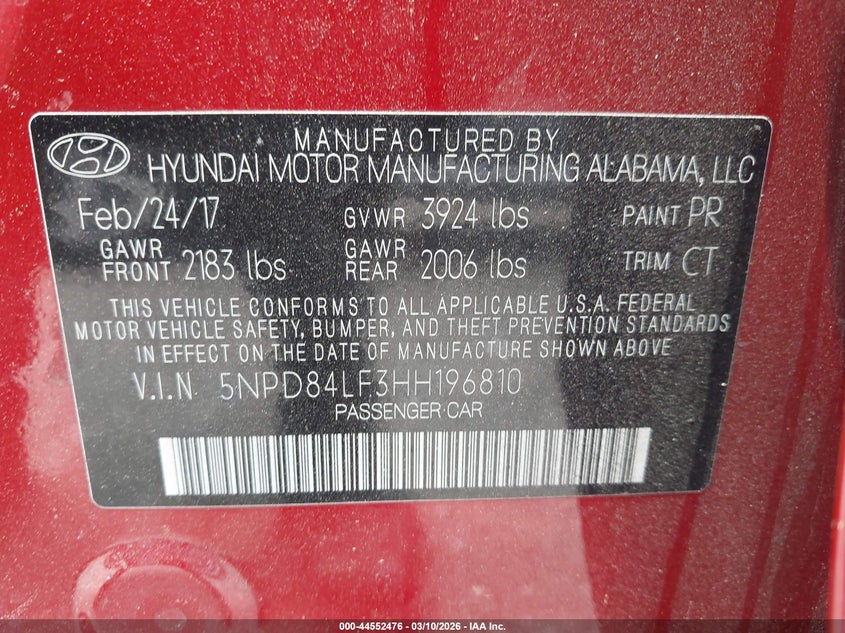 MANUFACTURED BY
HYUNDAI MOTOR MANUFACTURING ALABAMA, LLC
Feb/24/17 GVWR 3924 lbs PAINT PR
GAWR FRONT 2183 lbs GAWR REAR 2006 lbs TRIM CT
THIS VEHICLE CONFORMS TO ALL APPLICABLE U.S.A. FEDERAL
MOTOR VEHICLE SAFETY, BUMPER, AND THEFT PREVENTION STANDARDS
IN EFFECT ON THE DATE OF MANUFACTURE SHOWN ABOVE.
V.I.N 5NPD84LF3HH196810
PASSENGER CAR
000-44552476 - 03/10/2026 - IAA Inc.